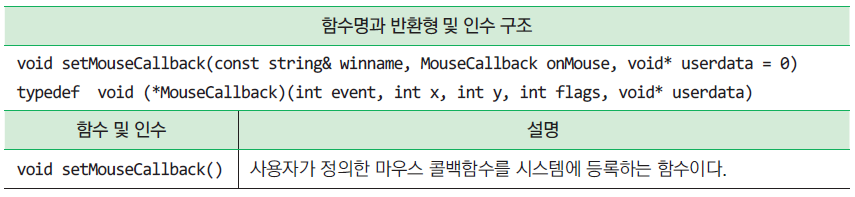 함수명과 반환형 및 인수 구조
void setMouseCallback(const string& winname, MouseCallback onMouse, void* userdata = 0)
typedef void (*MouseCallback)(int event, int x, int y, int flags, void* userdata)
함수 및 인수 설명
void setMouseCallback() 사용자가 정의한 마우스 콜백함수를 시스템에 등록하는 함수이다.